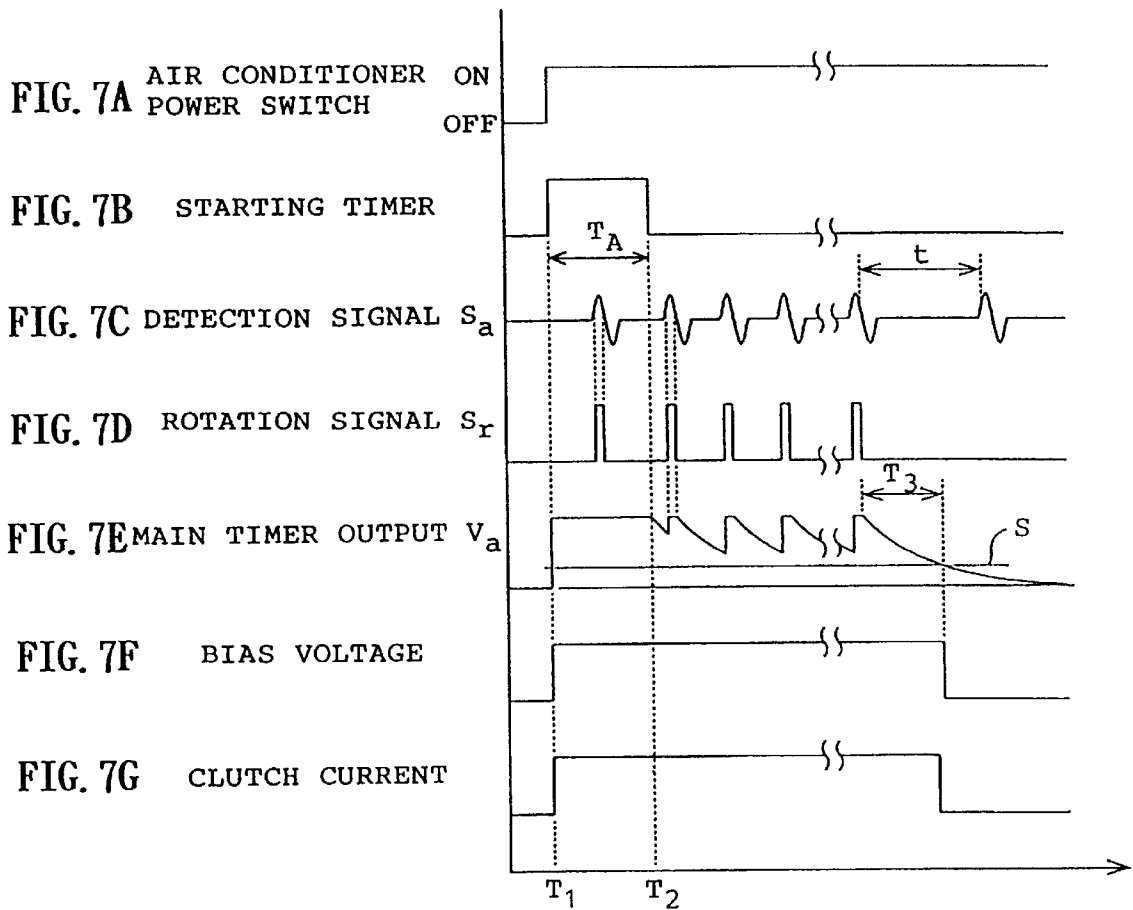 FIG. 7A AIR CONDITIONER POWER SWITCH
ON
OFF
FIG. 7B STARTING TIMER
TA
t
FIG. 7C DETECTION SIGNAL Sa
FIG. 7D ROTATION SIGNAL Sr
T3
FIG. 7E MAIN TIMER OUTPUT Va
S
FIG. 7F BIAS VOLTAGE
FIG. 7G CLUTCH CURRENT
T1 T2